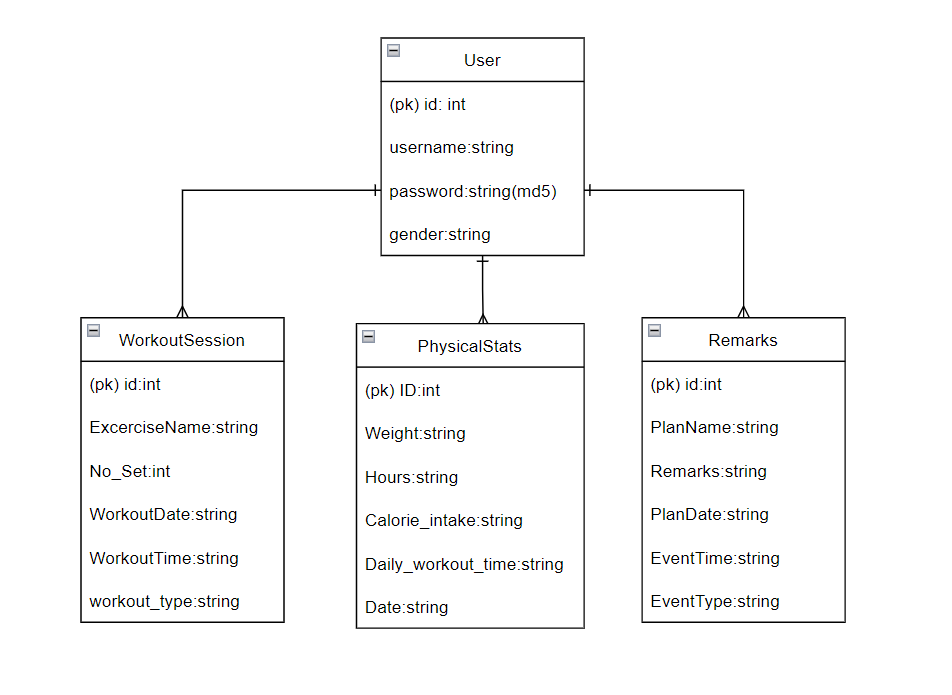 User
(pk) id: int
username:string
password:string(md5)
gender:string
WorkoutSession
(pk) id:int
ExcerciseName:string
No_Set:int
WorkoutDate:string
WorkoutTime:string
workout_type:string
PhysicalStats
(pk) ID:int
Weight:string
Hours:string
Calorie_intake:string
Daily_workout_time:string
Date:string
Remarks
(pk) id:int
PlanName:string
Remarks:string
PlanDate:string
EventTime:string
EventType:string